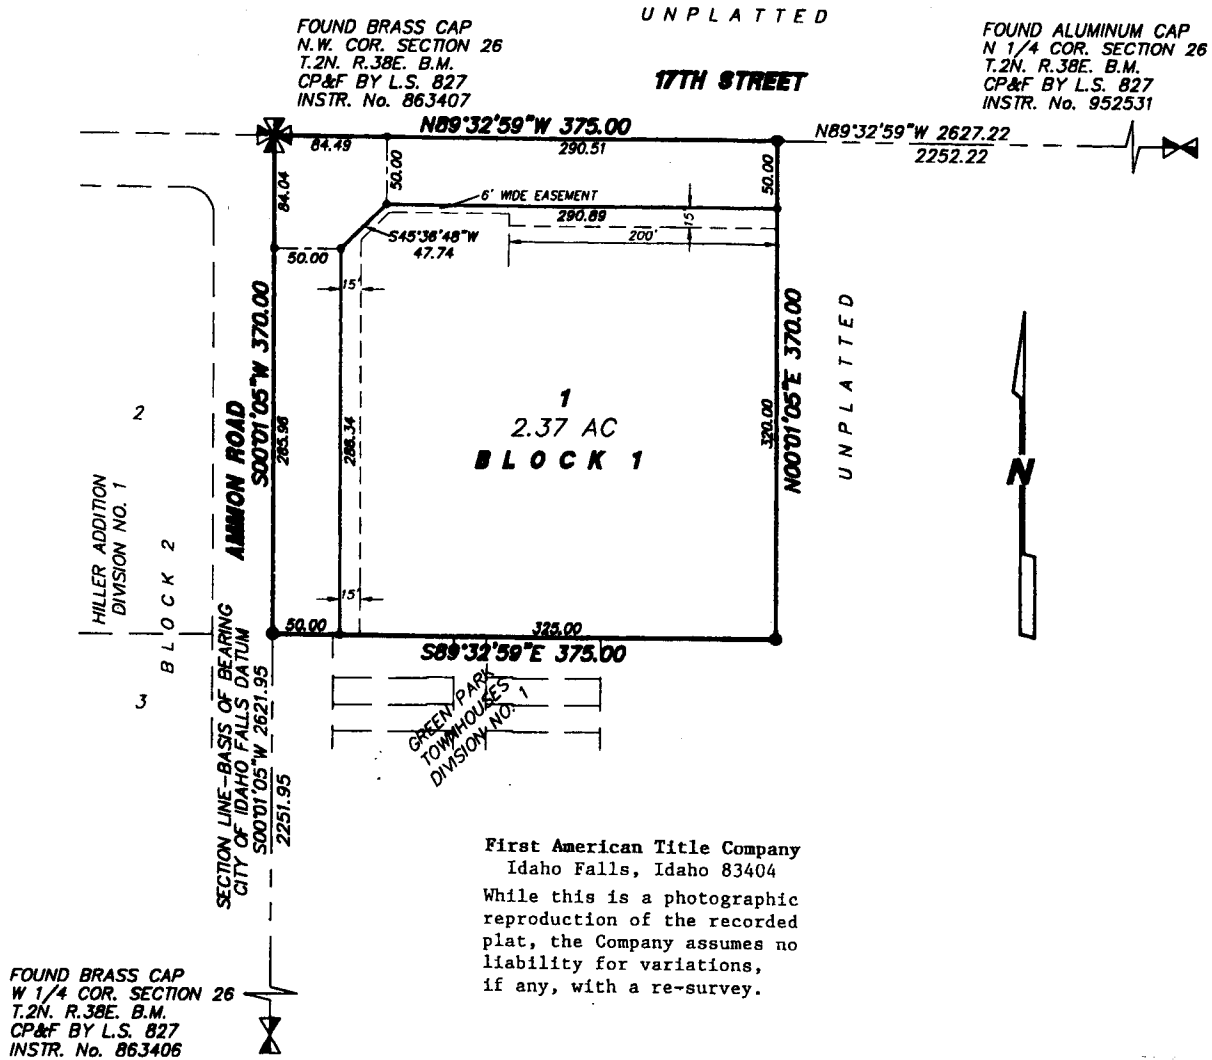 UNPLATTED
FOUND BRASS CAP
N.W. COR. SECTION 26
T.2N. R.38E. B.M.
CP&F BY L.S. 827
INSTR. No. 863407
17TH STREET
FOUND ALUMINUM CAP
N 1/4 COR. SECTION 26
T.2N. R.38E. B.M.
CP&F BY L.S. 827
INSTR. No. 952531
N89°32'59"W 375.00
84.49
290.51
N89°32'59"W 2627.22
2252.22
84.04
50.00
50.00
6' WIDE EASEMENT
290.89
15'
200'
S45°36'48"W
47.74
50.00
15'
S00°01'05"W 370.00
285.96
AMMON ROAD
1
2.37 AC
BLOCK 1
320.00
N00°01'05"E 370.00
UNPLATTED
N
2
HILLER ADDITION
DIVISION NO. 1
BLOCK 2
3
15'
50.00
325.00
S89°32'59"E 375.00
GREEN PARK
TOWNHOUSES
DIVISION NO. 1
SECTION LINE-BASIS OF BEARING
CITY OF IDAHO FALLS DATUM
S00°01'05"W 2621.95
2251.95
First American Title Company
Idaho Falls, Idaho 83404
While this is a photographic
reproduction of the recorded
plat, the Company assumes no
liability for variations,
if any, with a re-survey.
FOUND BRASS CAP
W 1/4 COR. SECTION 26
T.2N. R.38E. B.M.
CP&F BY L.S. 827
INSTR. No. 863406